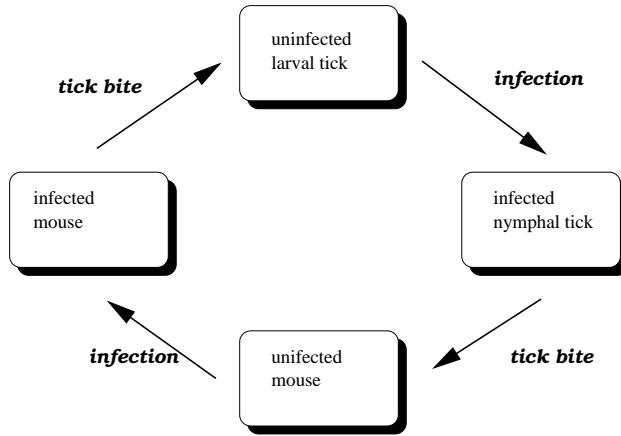 uninfected
larval tick
tick bite
infection
infected
mouse
infected
nymphal tick
infection
unifected
mouse
tick bite